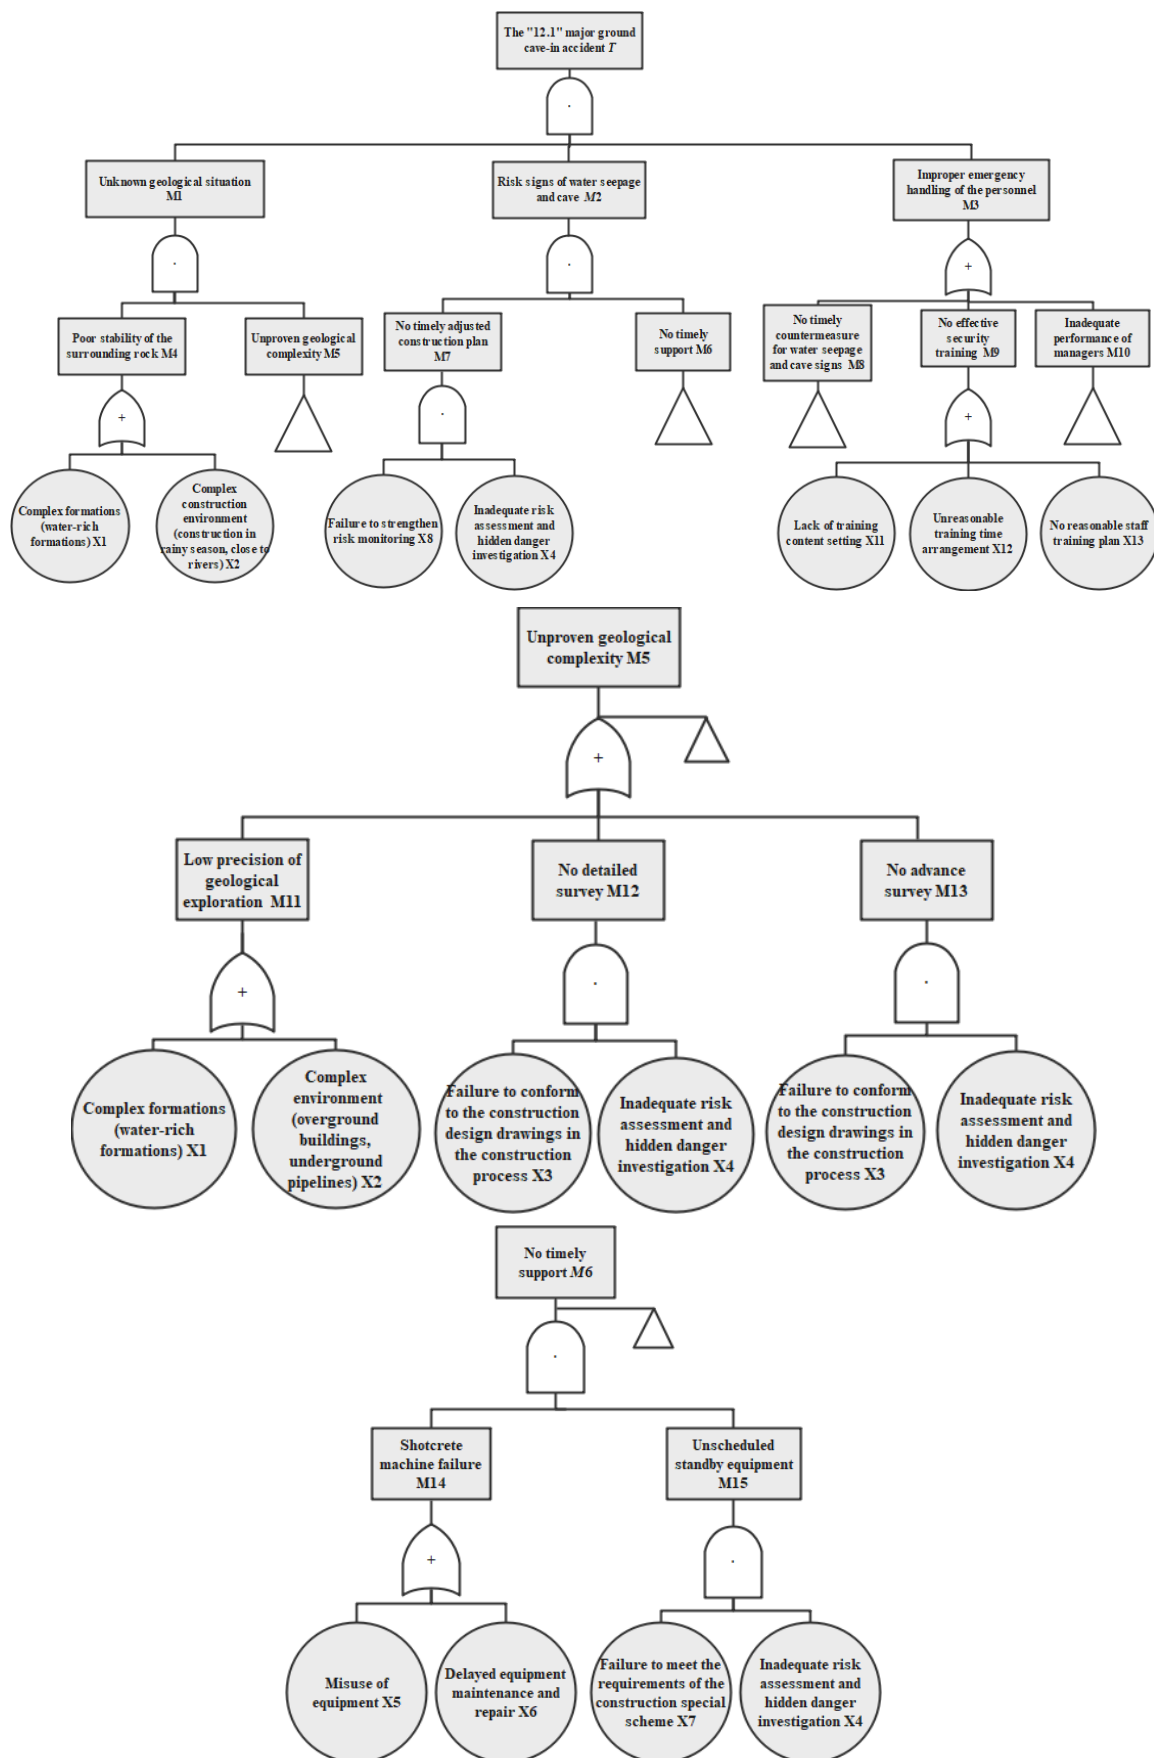 The "12.1" major ground
cave-in accident T
·
Unknown geological situation
M1
Risk signs of water seepage
and cave M2
Improper emergency
handling of the personnel
M3
·
·
+
Poor stability of the
surrounding rock M4
Unproven geological
complexity M5
No timely adjusted
construction plan
M7
No timely
support M6
No timely
countermeasure
for water seepage
and cave signs M8
No effective
security
training M9
Inadequate
performance of
managers M10
+
·
+
Complex formations
(water-rich
formations) X1
Complex
construction
environment
(construction in
rainy season, close to
rivers) X2
Failure to strengthen
risk monitoring X8
Inadequate risk
assessment and
hidden danger
investigation X4
Lack of training
content setting X11
Unreasonable
training time
arrangement X12
No reasonable staff
training plan X13
Unproven geological
complexity M5
+
Low precision of
geological
exploration M11
No detailed
survey M12
No advance
survey M13
+
·
·
Complex formations
(water-rich
formations) X1
Complex
environment
(overground
buildings,
underground
pipelines) X2
Failure to conform
to the construction
design drawings in
the construction
process X3
Inadequate risk
assessment and
hidden danger
investigation X4
Failure to conform
to the construction
design drawings in
the construction
process X3
Inadequate risk
assessment and
hidden danger
investigation X4
No timely
support M6
·
Shotcrete
machine failure
M14
Unscheduled
standby equipment
M15
+
·
Misuse of
equipment X5
Delayed equipment
maintenance and
repair X6
Failure to meet the
requirements of the
construction special
scheme X7
Inadequate risk
assessment and
hidden danger
investigation X4